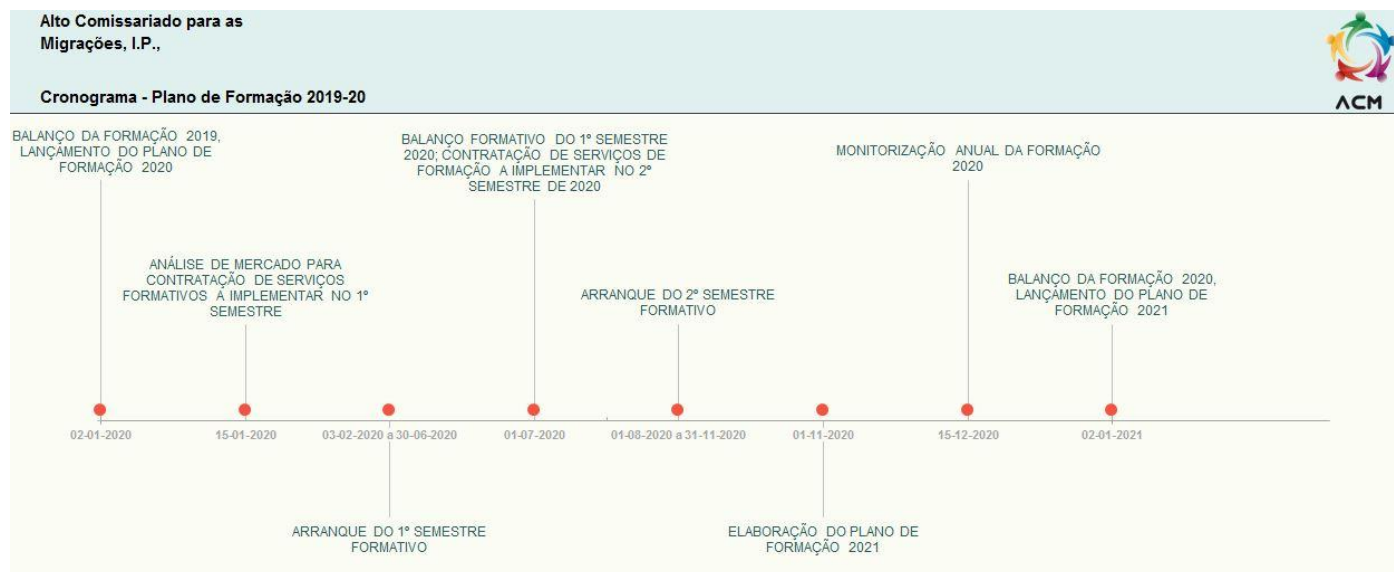 Alto Comissariado para as
Migrações, I.P.,
Cronograma - Plano de Formação 2019-20
ACM
BALANÇO DA FORMAÇÃO 2019,
LANÇAMENTO DO PLANO DE
FORMAÇÃO 2020
BALANÇO FORMATIVO DO 1º SEMESTRE
2020; CONTRATAÇÃO DE SERVIÇOS DE
FORMAÇÃO A IMPLEMENTAR NO 2º
SEMESTRE DE 2020
MONITORIZAÇÃO ANUAL DA FORMAÇÃO
2020
ANÁLISE DE MERCADO PARA
CONTRATAÇÃO DE SERVIÇOS
FORMATIVOS A IMPLEMENTAR NO 1º
SEMESTRE
ARRANQUE DO 2º SEMESTRE
FORMATIVO
BALANÇO DA FORMAÇÃO 2020,
LANÇAMENTO DO PLANO DE
FORMAÇÃO 2021
02-01-2020
15-01-2020
03-02-2020 a 30-06-2020
01-07-2020
01-08-2020 a 31-11-2020
01-11-2020
15-12-2020
02-01-2021
ARRANQUE DO 1º SEMESTRE
FORMATIVO
ELABORAÇÃO DO PLANO DE
FORMAÇÃO 2021